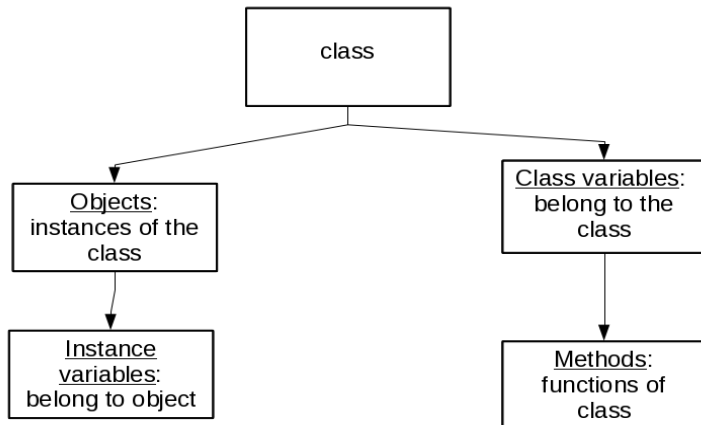 class
Objects:
instances of the
class
Class variables:
belong to the
class
Instance
variables:
belong to object
Methods:
functions of
class